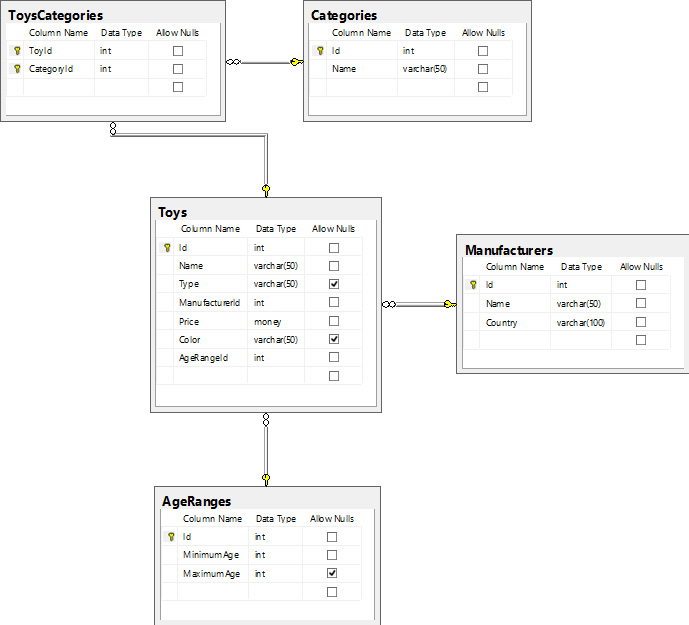 ToysCategories
Column Name Data Type Allow Nulls
ToyId int
CategoryId int
Categories
Column Name Data Type Allow Nulls
Id int
Name varchar(50)
Toys
Column Name Data Type Allow Nulls
Id int
Name varchar(50)
Type varchar(50)
ManufacturerId int
Price money
Color varchar(50)
AgeRangeId int
Manufacturers
Column Name Data Type Allow Nulls
Id int
Name varchar(50)
Country varchar(100)
AgeRanges
Column Name Data Type Allow Nulls
Id int
MinimumAge int
MaximumAge int